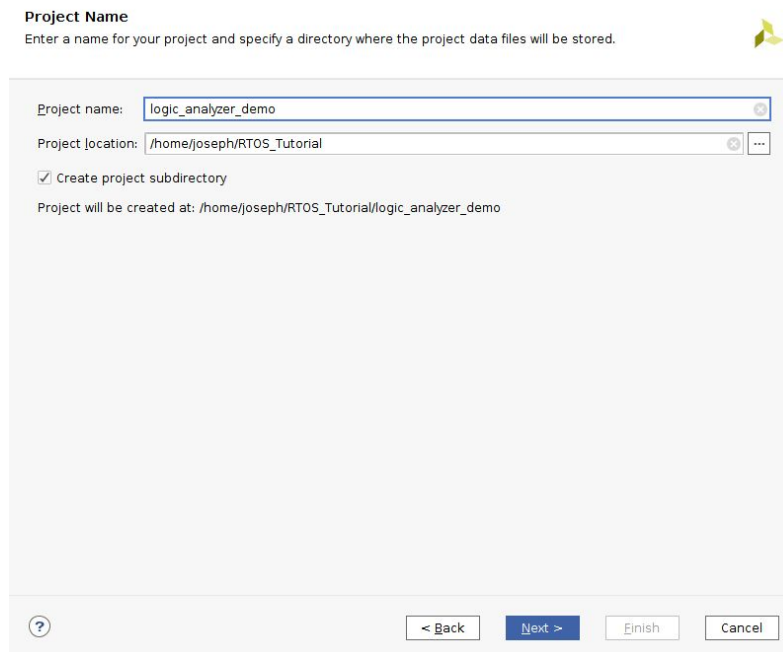 Project Name
Enter a name for your project and specify a directory where the project data files will be stored.
Project name: logic_analyzer_demo
Project location: /home/joseph/RTOS_Tutorial ...
Create project subdirectory
Project will be created at: /home/joseph/RTOS_Tutorial/logic_analyzer_demo
? < Back Next > Finish Cancel